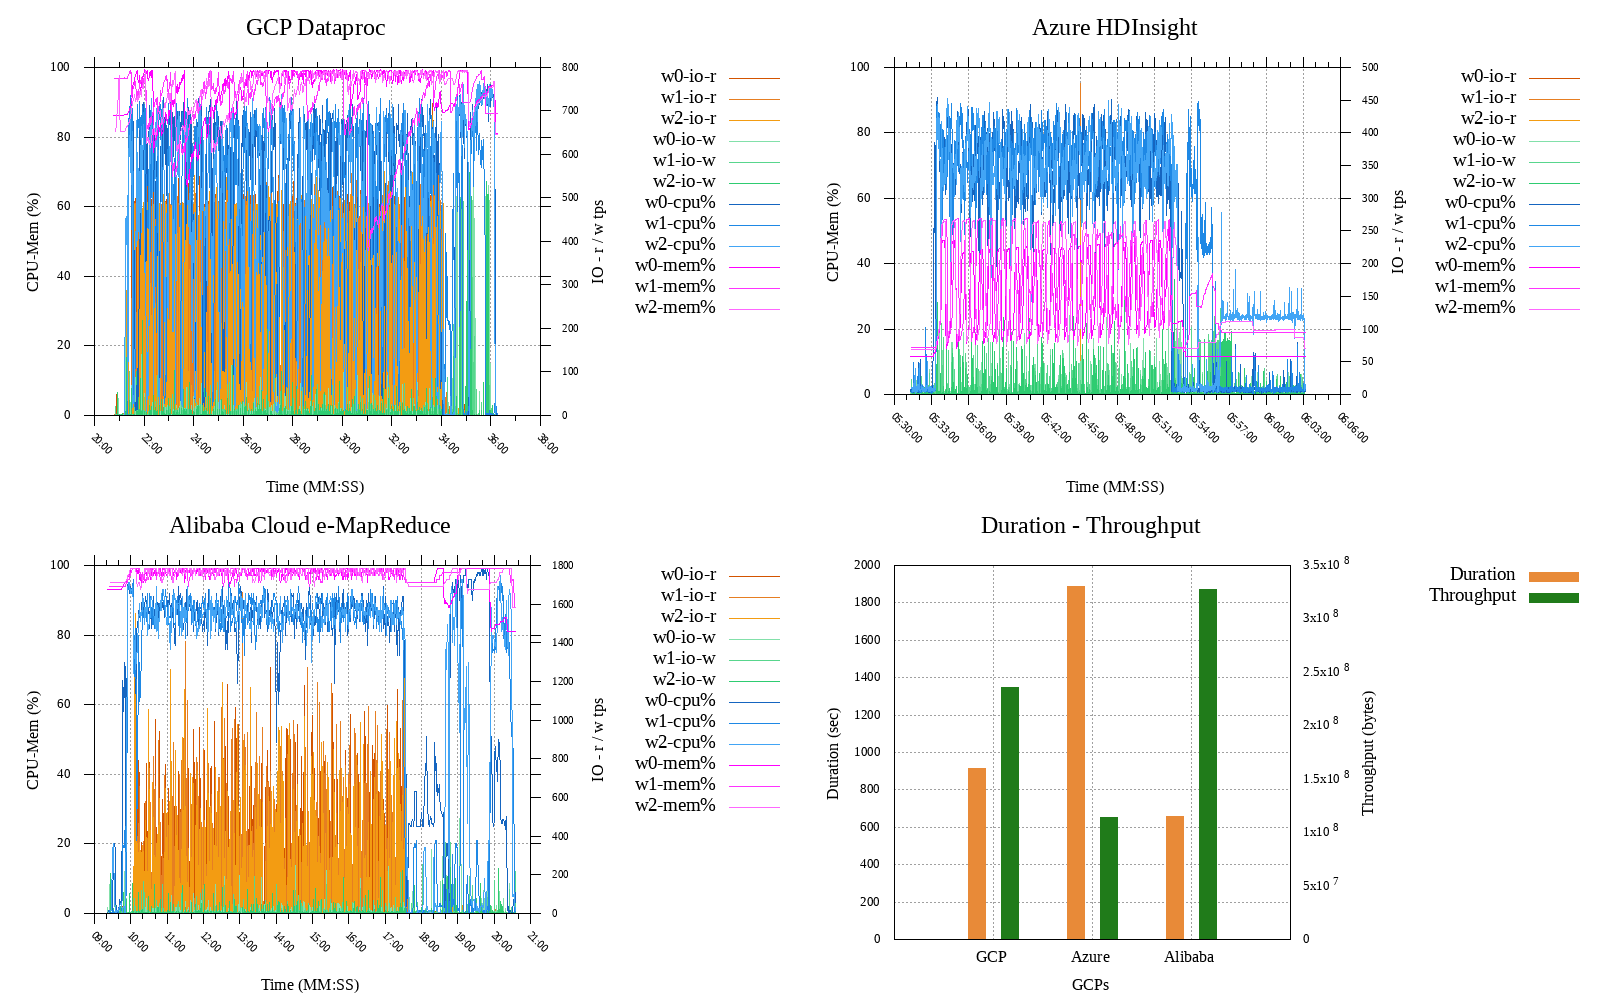 GCP Dataproc
100
80
60
40
20
0
CPU-Mem (%)
800
700
600
500
400
300
200
100
0
IO - r / w tps
20:00
22:00
24:00
26:00
28:00
30:00
32:00
34:00
36:00
38:00
Time (MM:SS)
w0-io-r
w1-io-r
w2-io-r
w0-io-w
w1-io-w
w2-io-w
w0-cpu%
w1-cpu%
w2-cpu%
w0-mem%
w1-mem%
w2-mem%
Azure HDInsight
100
80
60
40
20
0
CPU-Mem (%)
500
450
400
350
300
250
200
150
100
50
0
IO - r / w tps
05:30:00
05:33:00
05:36:00
05:39:00
05:42:00
05:45:00
05:48:00
05:51:00
05:54:00
05:57:00
06:00:00
06:03:00
06:06:00
Time (MM:SS)
w0-io-r
w1-io-r
w2-io-r
w0-io-w
w1-io-w
w2-io-w
w0-cpu%
w1-cpu%
w2-cpu%
w0-mem%
w1-mem%
w2-mem%
Alibaba Cloud e-MapReduce
100
80
60
40
20
0
CPU-Mem (%)
1800
1600
1400
1200
1000
800
600
400
200
0
IO - r / w tps
09:00
10:00
11:00
12:00
13:00
14:00
15:00
16:00
17:00
18:00
19:00
20:00
21:00
Time (MM:SS)
w0-io-r
w1-io-r
w2-io-r
w0-io-w
w1-io-w
w2-io-w
w0-cpu%
w1-cpu%
w2-cpu%
w0-mem%
w1-mem%
w2-mem%
Duration - Throughput
2000
1800
1600
1400
1200
1000
800
600
400
200
0
Duration (sec)
3.5x10 8
3x10 8
2.5x10 8
2x10 8
1.5x10 8
1x10 8
5x10 7
0
Throughput (bytes)
GCP
Azure
Alibaba
GCPs
Duration
Throughput